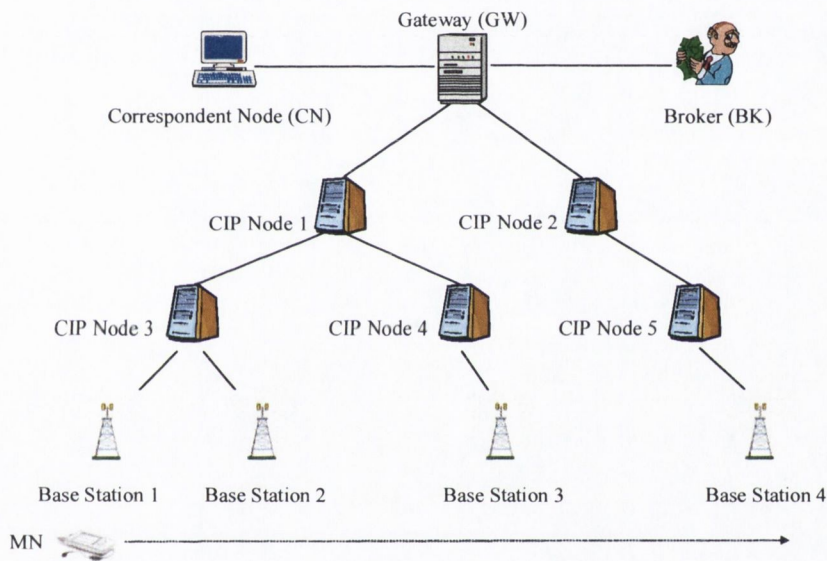 Gateway (GW)
Correspondent Node (CN)
Broker (BK)
CIP Node 1
CIP Node 2
CIP Node 3
CIP Node 4
CIP Node 5
Base Station 1
Base Station 2
Base Station 3
Base Station 4
MN